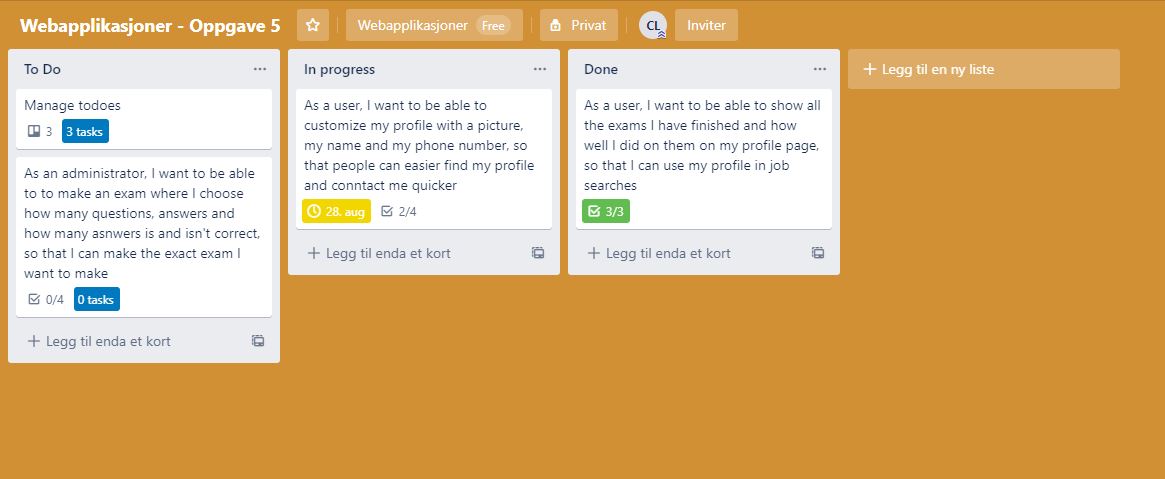 Webapplikasjoner - Oppgave 5
Webapplikasjoner Free
Privat
CL
Inviter
To Do
Manage todoes
3 3 tasks
As an administrator, I want to be able
to to make an exam where I choose
how many questions, answers and
how many asnwers is and isn't correct,
so that I can make the exact exam I
want to make
0/4 0 tasks
+ Legg til enda et kort
In progress
As a user, I want to be able to
customize my profile with a picture,
my name and my phone number, so
that people can easier find my profile
and conntact me quicker
28. aug 2/4
+ Legg til enda et kort
Done
As a user, I want to be able to show all
the exams I have finished and how
well I did on them on my profile page,
so that I can use my profile in job
searches
3/3
+ Legg til enda et kort
+ Legg til en ny liste